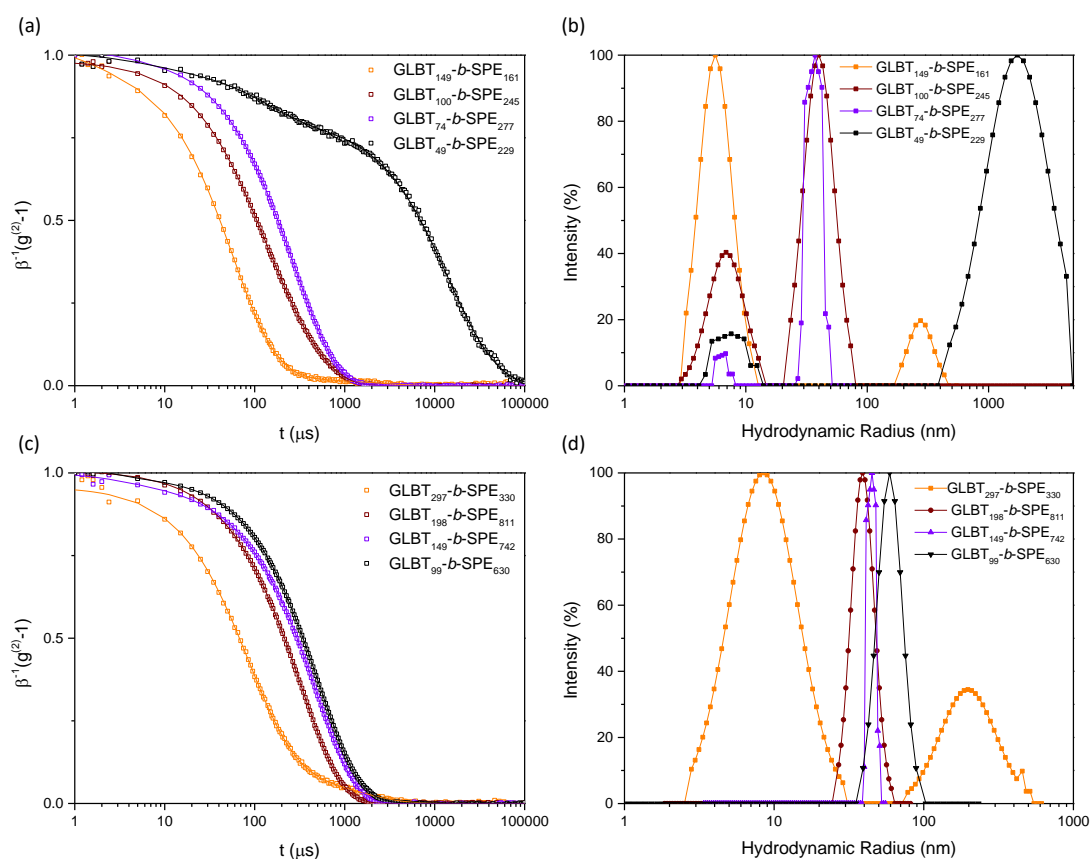 (a)
1.0
0.5
0.0
β⁻¹(g⁽²⁾-1)
1 10 100 1000 10000 100000
t (μs)
GLBT₁₄₉-b-SPE₁₆₁
GLBT₁₀₀-b-SPE₂₄₅
GLBT₇₄-b-SPE₂₇₇
GLBT₄₉-b-SPE₂₂₉
(b)
100
80
60
40
20
0
Intensity (%)
1 10 100 1000
Hydrodynamic Radius (nm)
GLBT₁₄₉-b-SPE₁₆₁
GLBT₁₀₀-b-SPE₂₄₅
GLBT₇₄-b-SPE₂₇₇
GLBT₄₉-b-SPE₂₂₉
(c)
1.0
0.5
0.0
β⁻¹(g⁽²⁾-1)
1 10 100 1000 10000 100000
t (μs)
GLBT₂₉₇-b-SPE₃₃₀
GLBT₁₉₈-b-SPE₈₁₁
GLBT₁₄₉-b-SPE₇₄₂
GLBT₉₉-b-SPE₆₃₀
(d)
100
80
60
40
20
0
Intensity (%)
1 10 100 1000
Hydrodynamic Radius (nm)
GLBT₂₉₇-b-SPE₃₃₀
GLBT₁₉₈-b-SPE₈₁₁
GLBT₁₄₉-b-SPE₇₄₂
GLBT₉₉-b-SPE₆₃₀